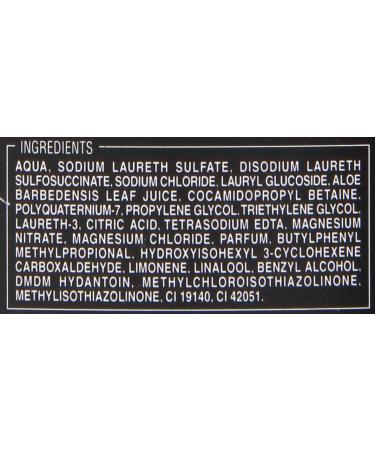 INGREDIENTS
AQUA, SODIUM LAURETH SULFATE, DISODIUM LAURETH
SULFOSUCCINATE, SODIUM CHLORIDE, LAURYL GLUCOSIDE, ALOE
BARBEDENSIS LEAF JUICE, COCAMIDOPROPYL BETAINE,
POLYQUATERNIUM-7, PROPYLENE GLYCOL, TRIETHYLENE GLYCOL,
LAURETH-3, CITRIC ACID, TETRASODIUM EDTA, MAGNESIUM
NITRATE, MAGNESIUM CHLORIDE, PARFUM, BUTYLPHENYL
METHYLPROPIONAL, HYDROXYISOHEXYL 3-CYCLOHEXENE
CARBOXALDEHYDE, LIMONENE, LINALOOL, BENZYL ALCOHOL,
DMDM HYDANTOIN, METHYLCHLOROISOTHIAZOLINONE,
METHYLISOTHIAZOLINONE, CI 19140, CI 42051.